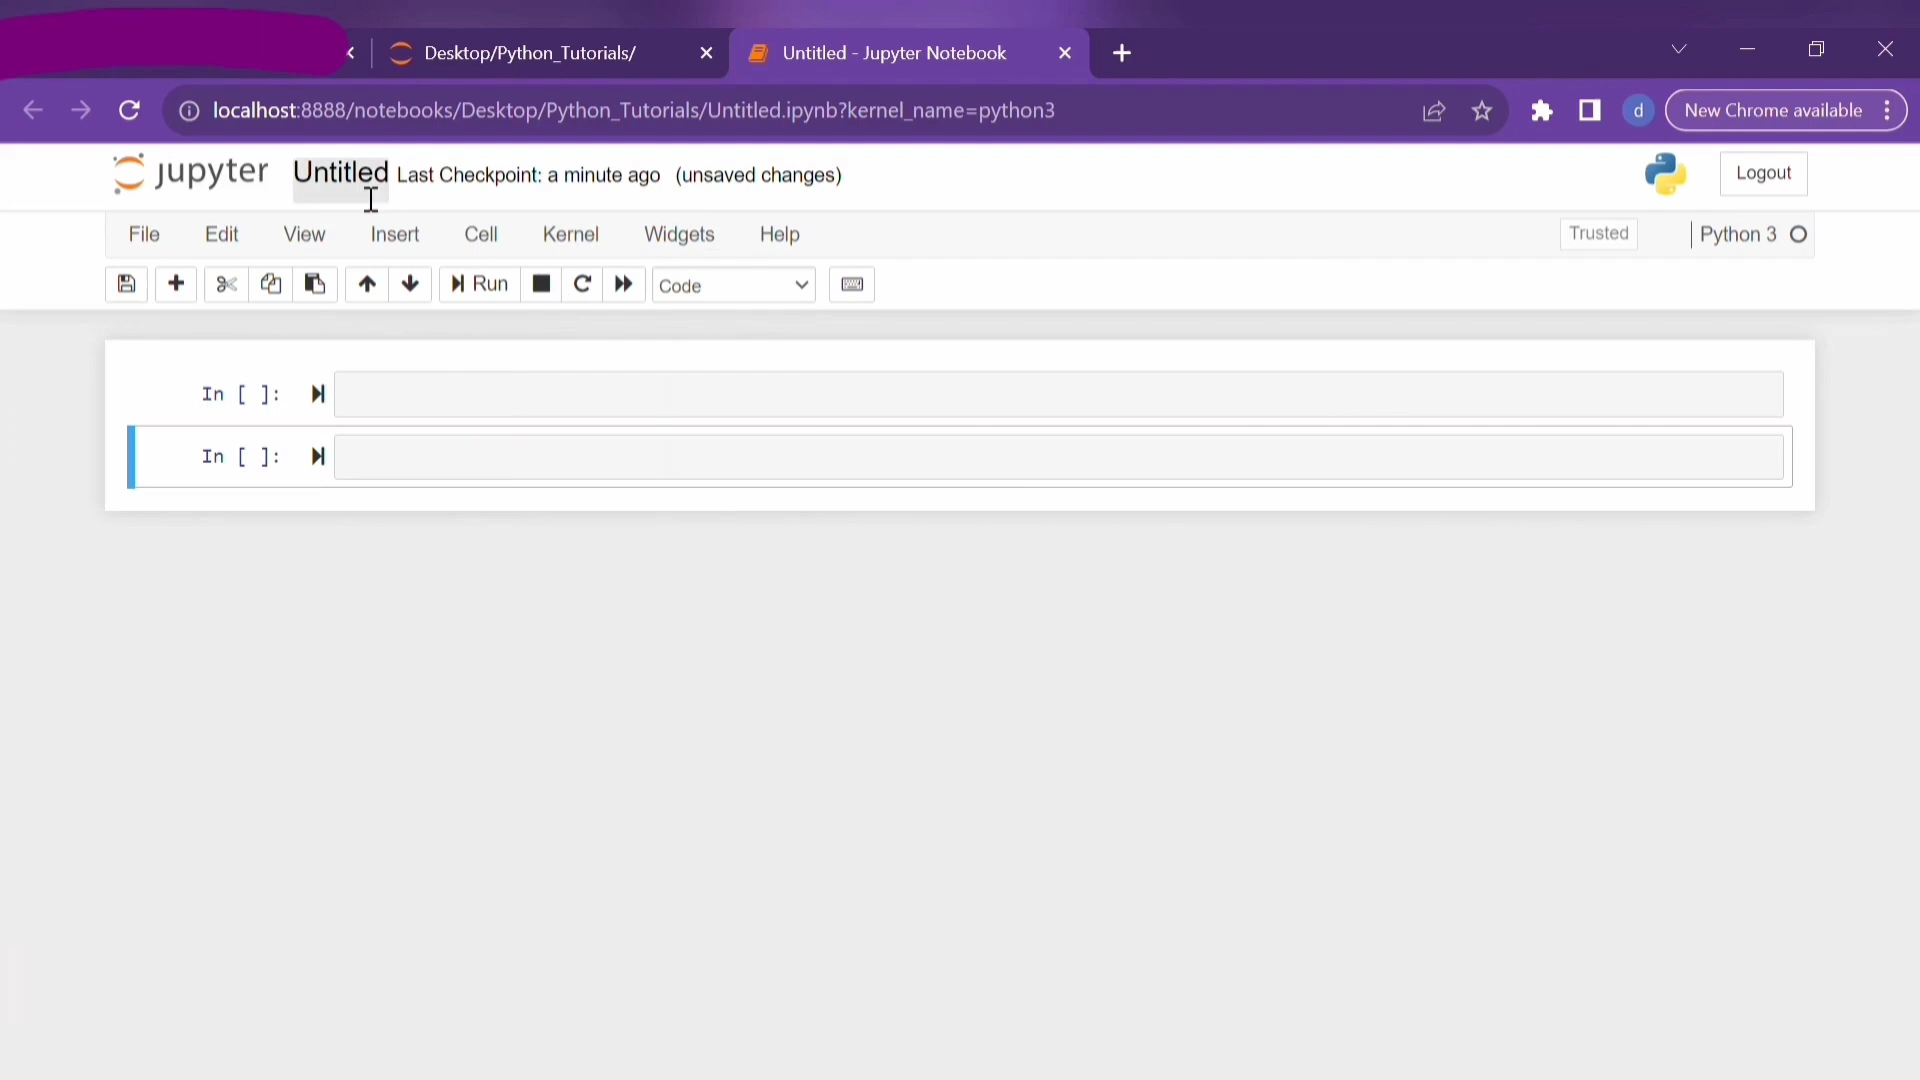 Desktop/Python_Tutorials/
Untitled - Jupyter Notebook
localhost:8888/notebooks/Desktop/Python_Tutorials/Untitled.ipynb?kernel_name=python3
d
New Chrome available
jupyter
Untitled
Last Checkpoint: a minute ago (unsaved changes)
Logout
File
Edit
View
Insert
Cell
Kernel
Widgets
Help
Trusted
Python 3
Run
Code
In [ ]:
In [ ]: